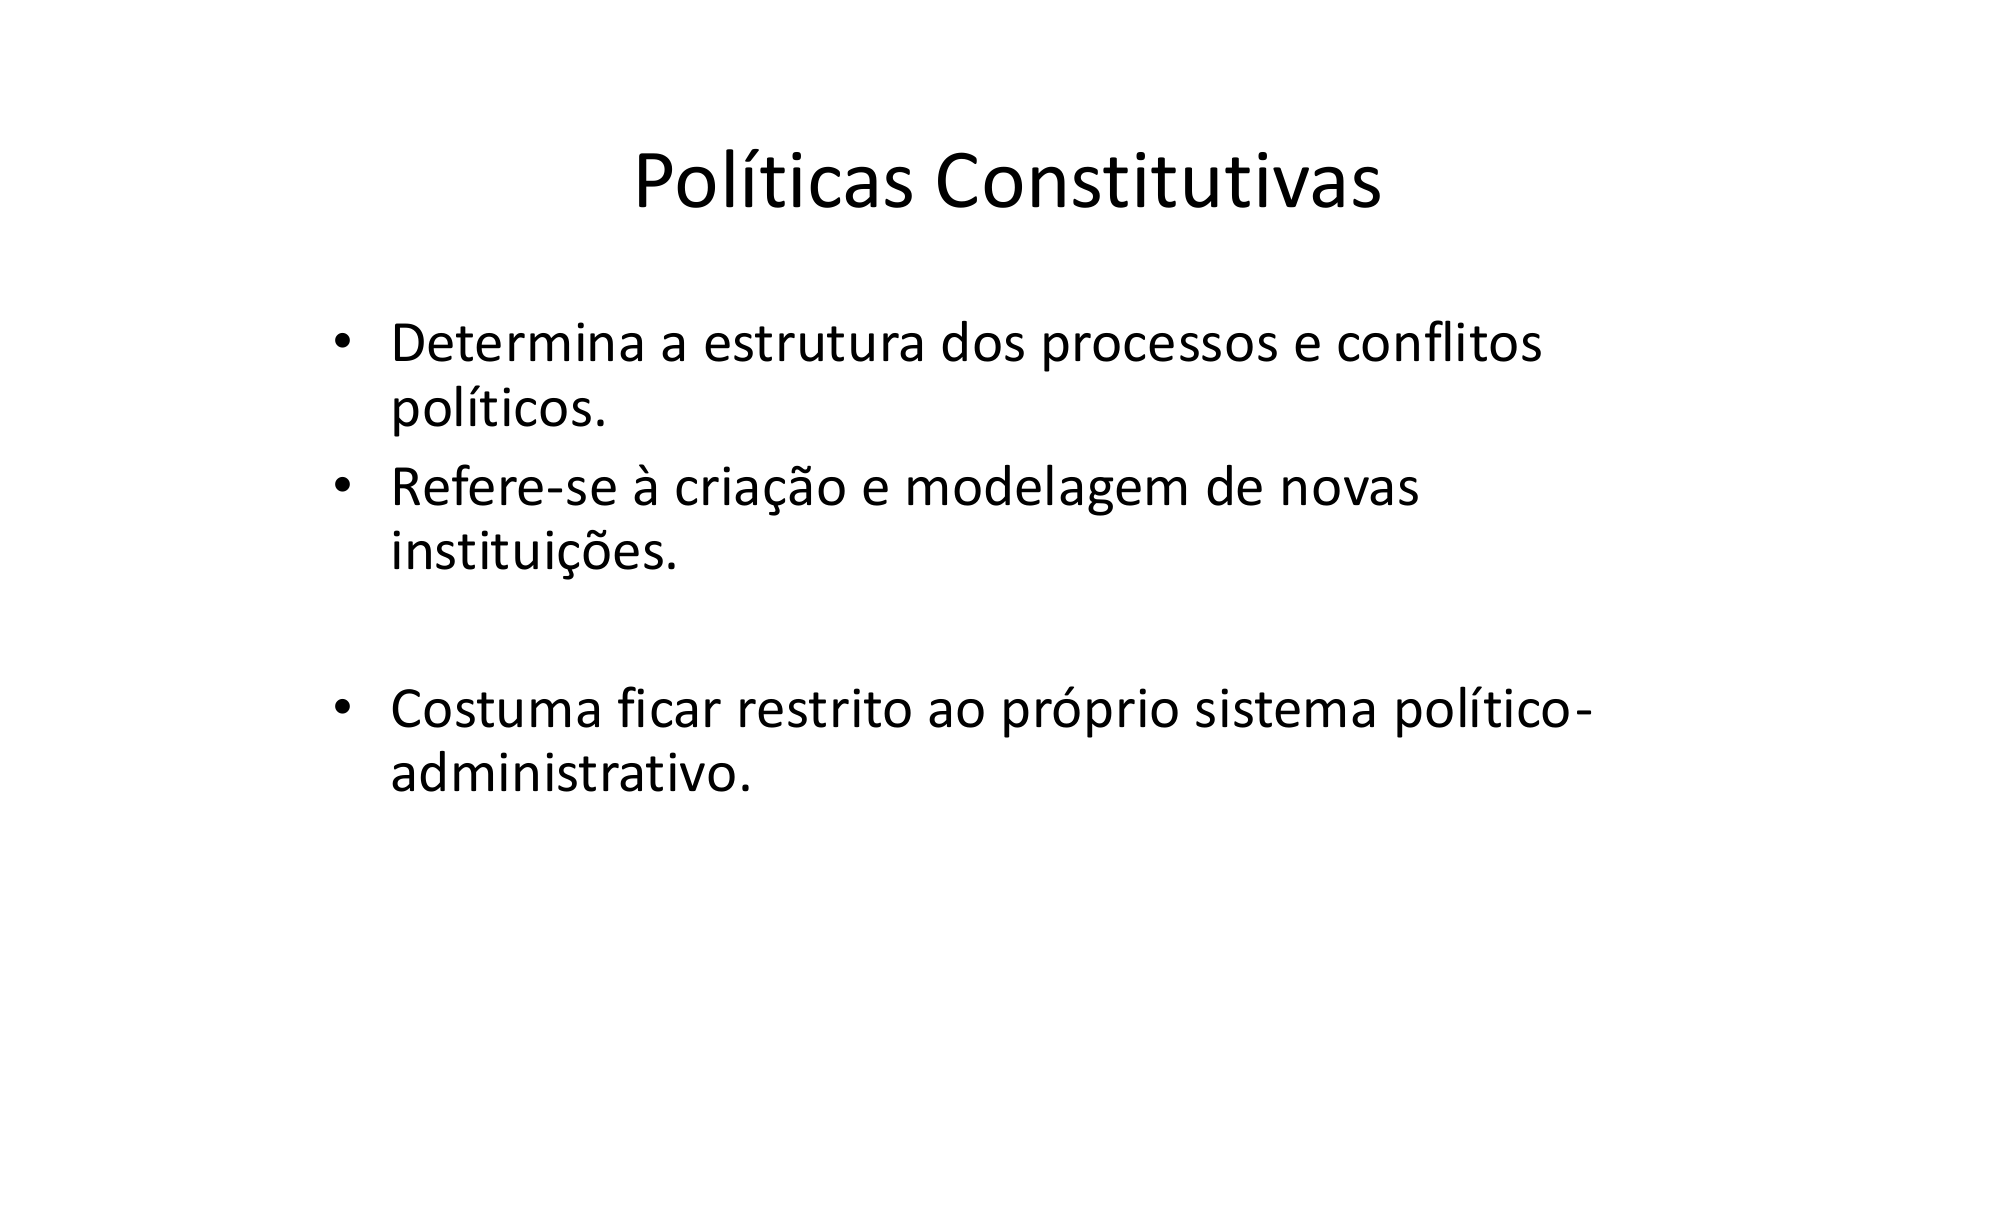 Políticas Constitutivas
• Determina a estrutura dos processos e conflitos
políticos.
• Refere-se à criação e modelagem de novas
instituições.
• Costuma ficar restrito ao próprio sistema político-
administrativo.